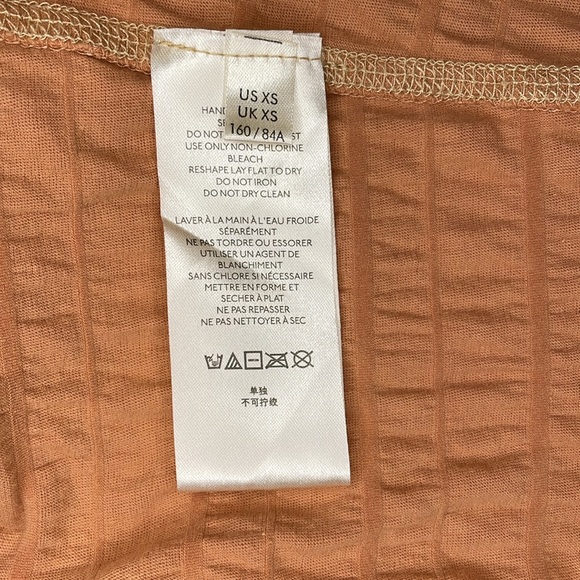 US XS
UK XS
160/84A
DO NOT
USE ONLY NON-CHLORINE
BLEACH
RESHAPE LAY FLAT TO DRY
DO NOT IRON
DO NOT DRY CLEAN
LAVER À LA MAIN À L'EAU FROIDE
SÉPARÉMENT
NE PAS TORDRE OU ESSORER
UTILISER UN AGENT DE
BLANCHIMENT
SANS CHLORE SI NÉCESSAIRE
METTRE EN FORME ET
SECHER À PLAT
NE PAS REPASSER
NE PAS NETTOYER À SEC
单独
不可拧绞